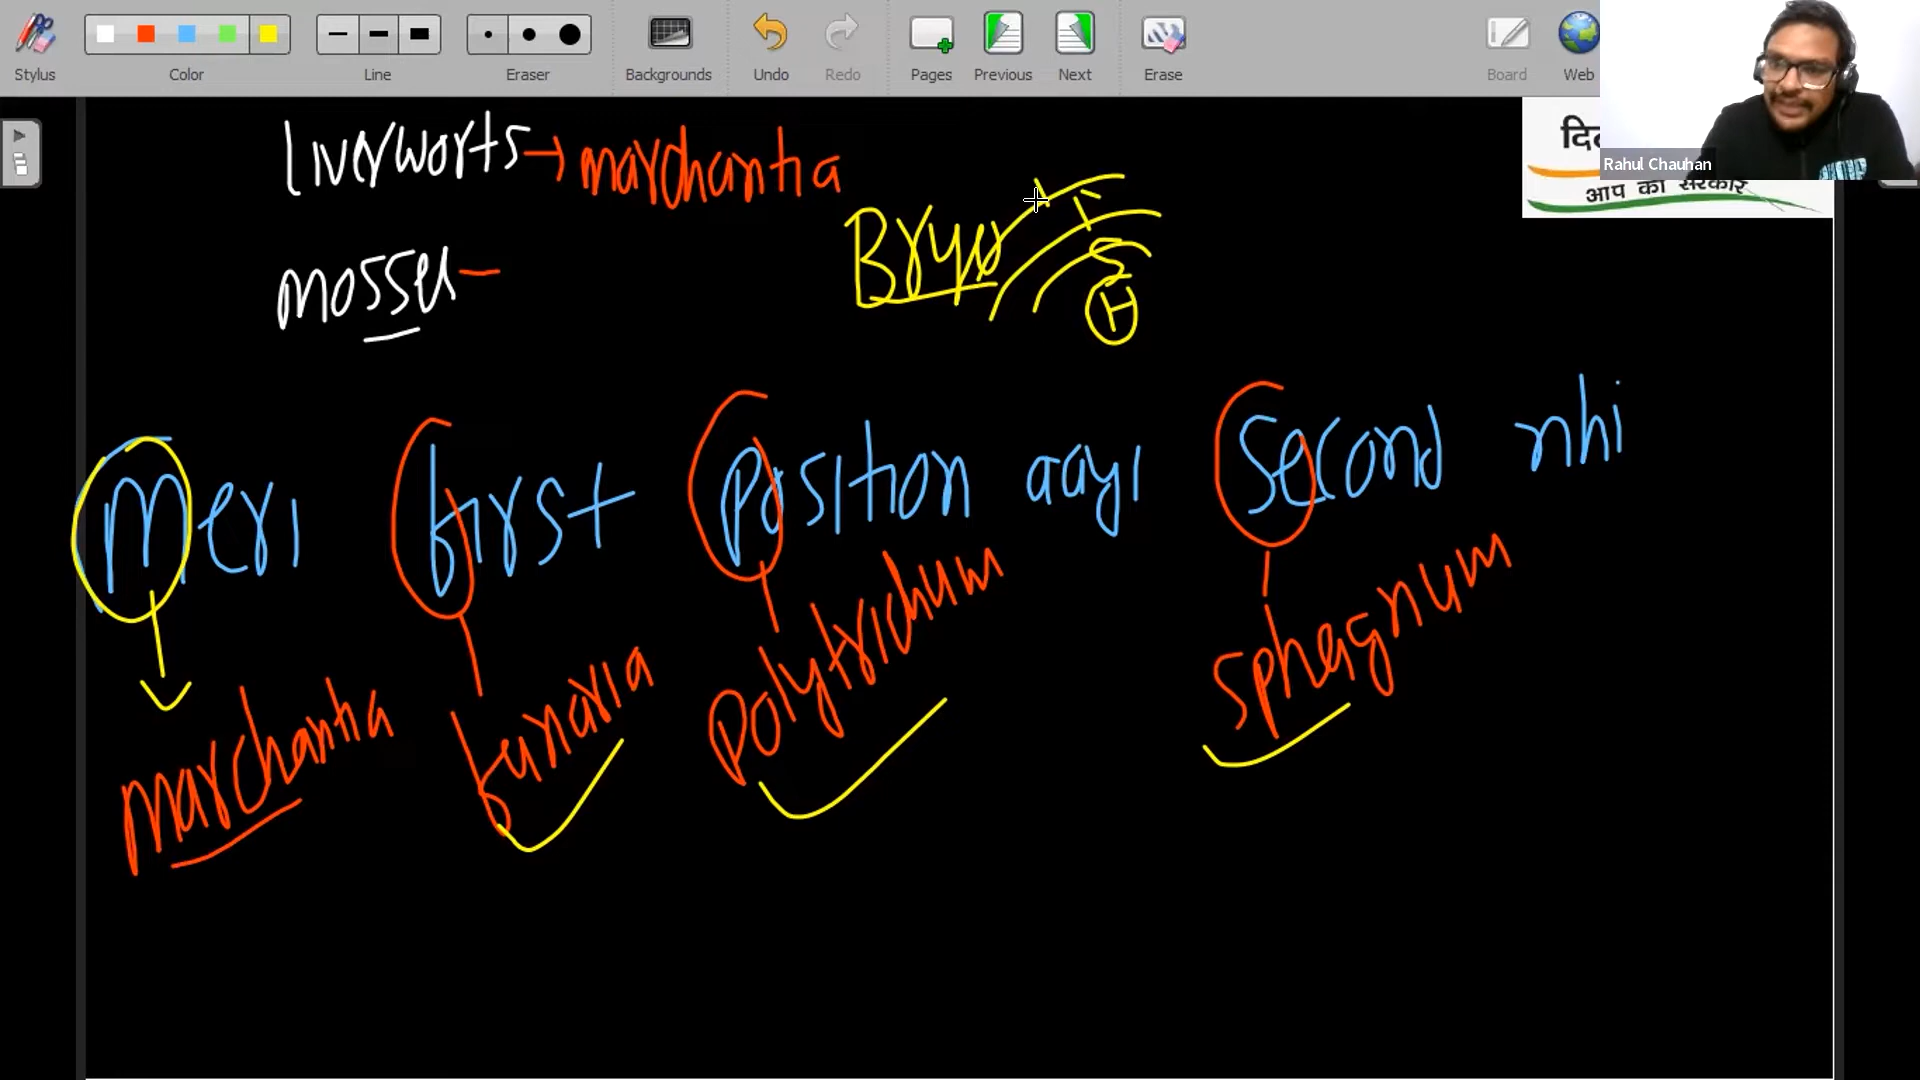 Stylus
Color
Line
Eraser
Backgrounds
Undo
Redo
Pages
Previous
Next
Erase
Board
Web
Rahul Chauhan
आप की सरकार
liverworts → marchantia
mosses -
Bryo
H
Meri first Position aayi Second nhi
marchantia
funaria
polytrichum
sphagnum